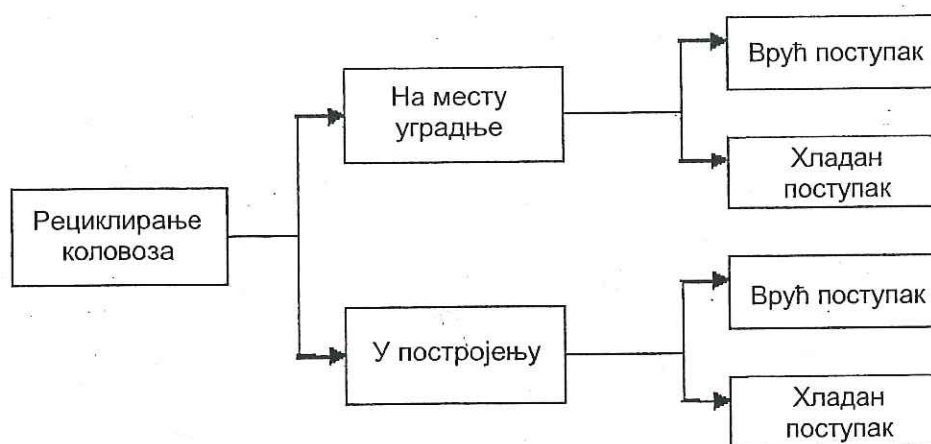 Врућ поступак
На месту
уградње
Хладан
поступак
Рециклирање
коловоза
Врућ поступак
У постројењу
Хладан
поступак